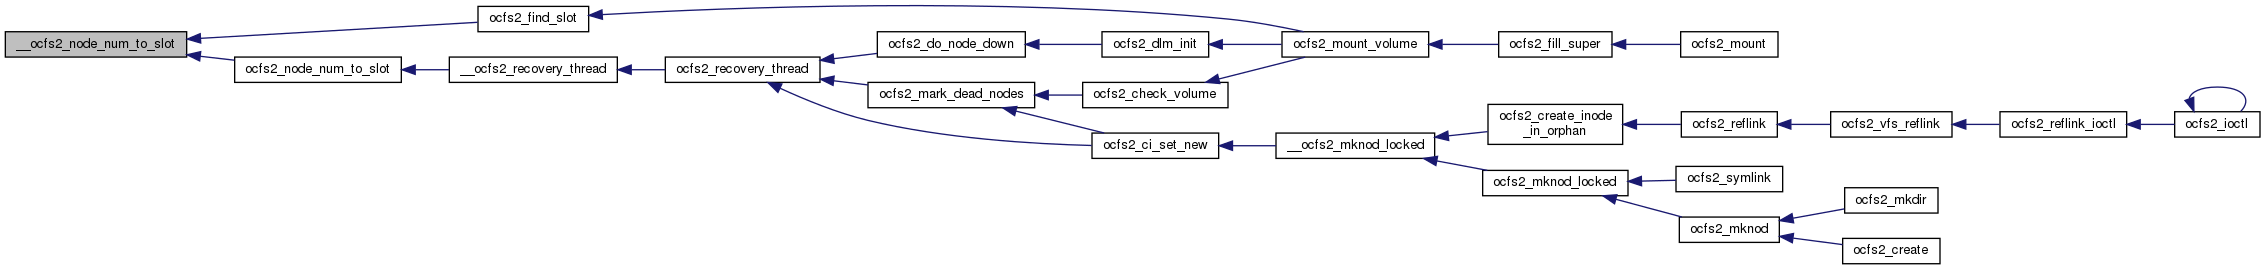 __ocfs2_node_num_to_slot
ocfs2_find_slot
ocfs2_node_num_to_slot
__ocfs2_recovery_thread
ocfs2_recovery_thread
ocfs2_do_node_down
ocfs2_mark_dead_nodes
ocfs2_dlm_init
ocfs2_check_volume
ocfs2_ci_set_new
ocfs2_mount_volume
__ocfs2_mknod_locked
ocfs2_fill_super
ocfs2_create_inode
_in_orphan
ocfs2_mknod_locked
ocfs2_mount
ocfs2_reflink
ocfs2_symlink
ocfs2_mknod
ocfs2_vfs_reflink
ocfs2_mkdir
ocfs2_create
ocfs2_reflink_ioctl
ocfs2_ioctl